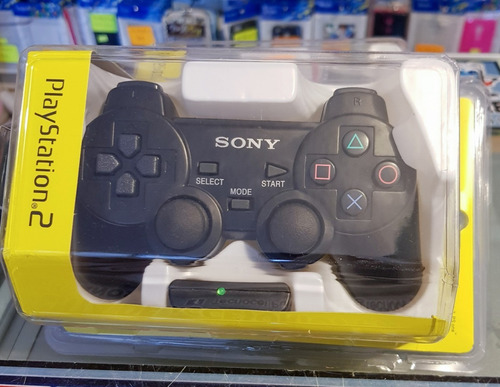 PlayStation®2
L
R
SONY
SELECT
START
MODE